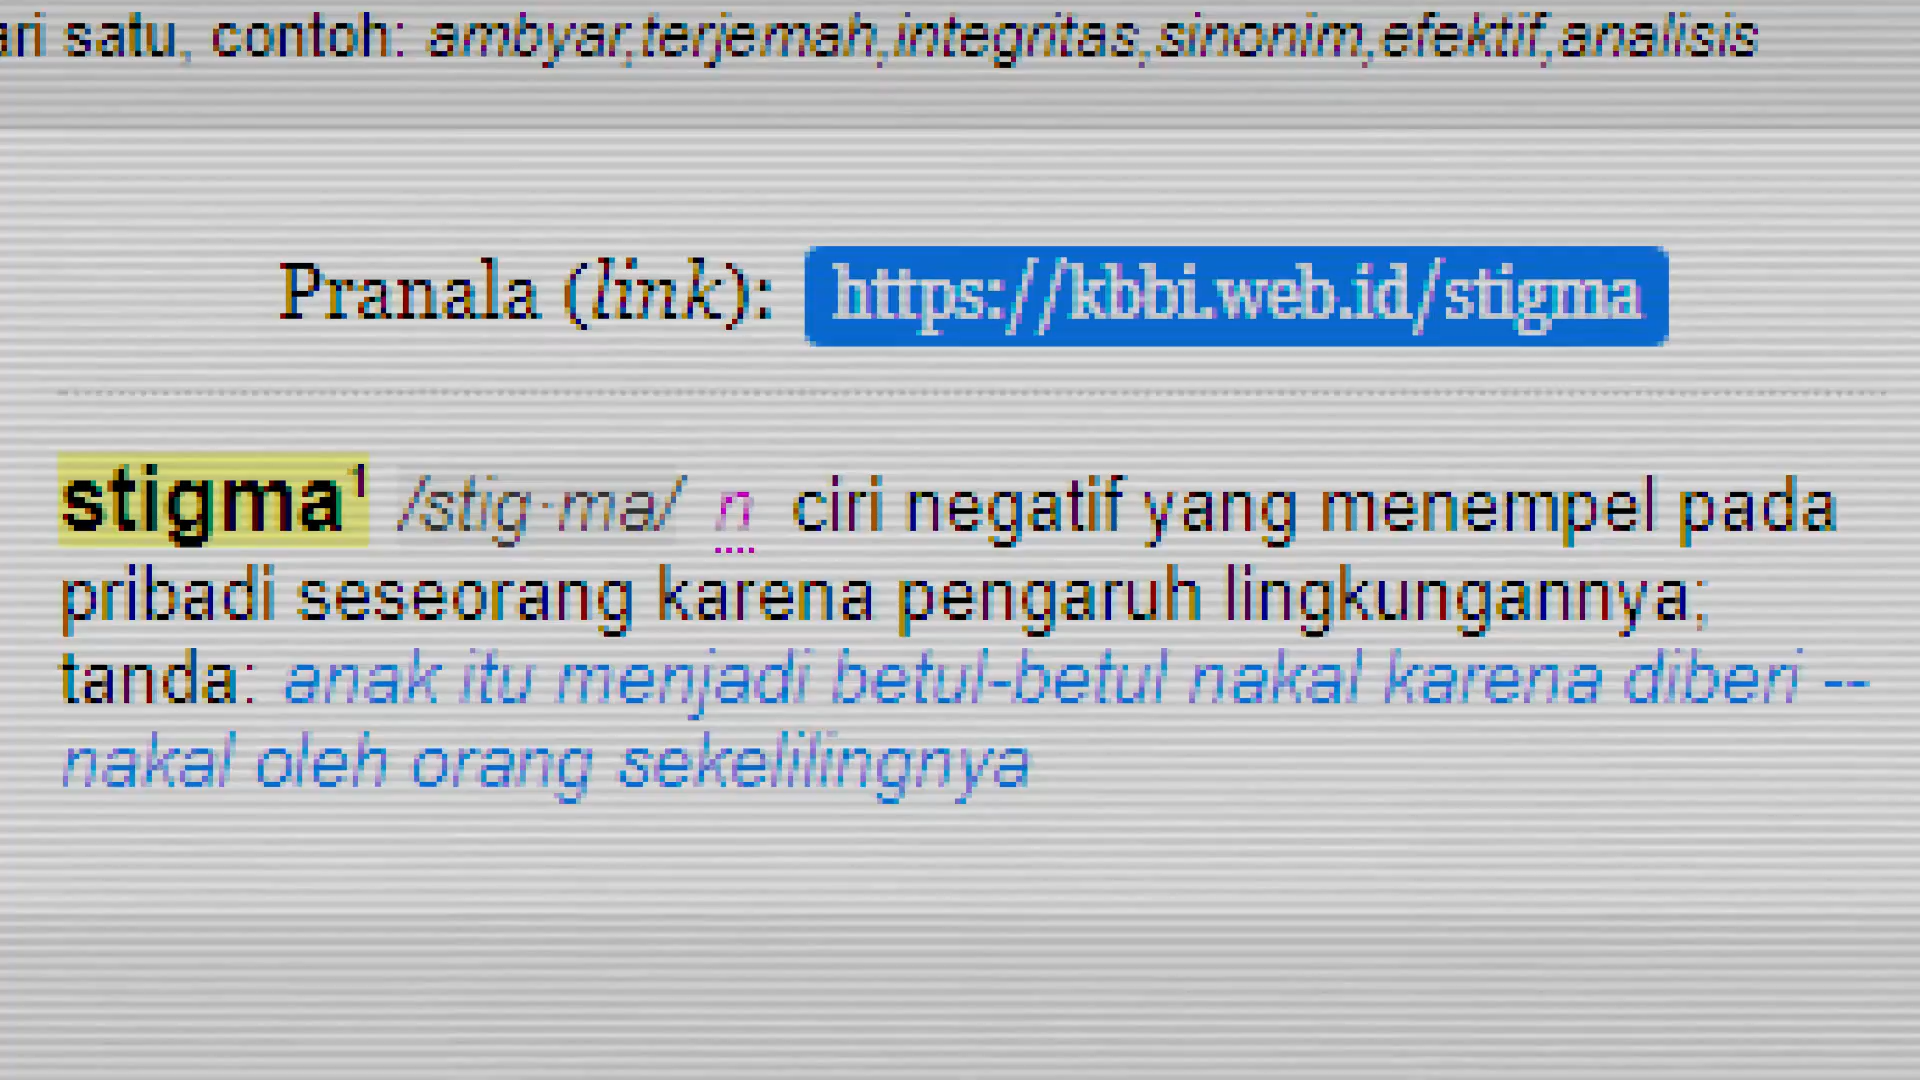 ari satu, contoh: ambyar,terjemah,integritas,sinonim,efektif,analisis
Pranala (link): https://kbbi.web.id/stigma
stigma¹ /stig·ma/ n ciri negatif yang menempel pada
pribadi seseorang karena pengaruh lingkungannya;
tanda: anak itu menjadi betul-betul nakal karena diberi --
nakal oleh orang sekelilingnya